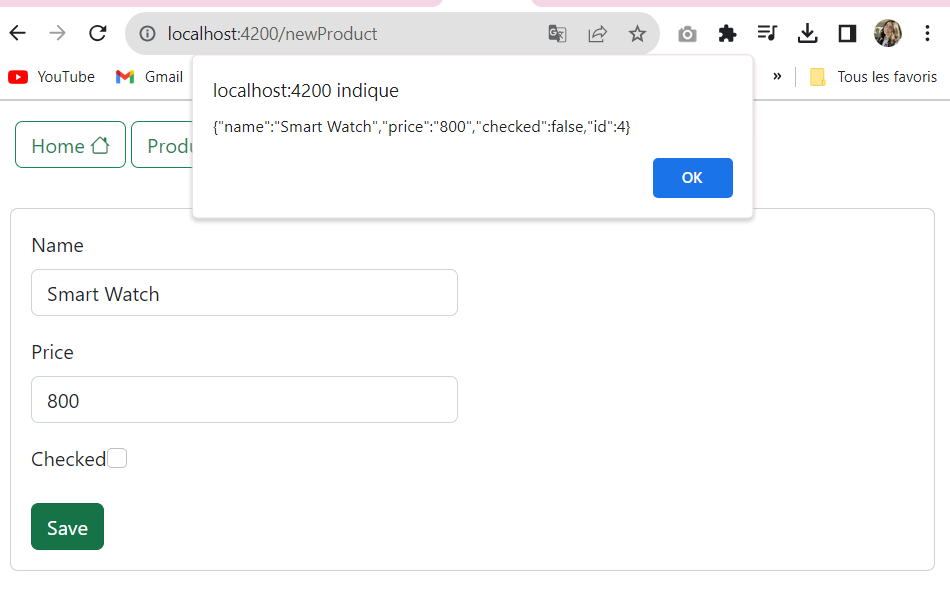 localhost:4200/newProduct
YouTube
Gmail
»
Tous les favoris
localhost:4200 indique
{"name":"Smart Watch","price":"800","checked":false,"id":4}
OK
Home
Name
Smart Watch
Price
800
Checked
Save